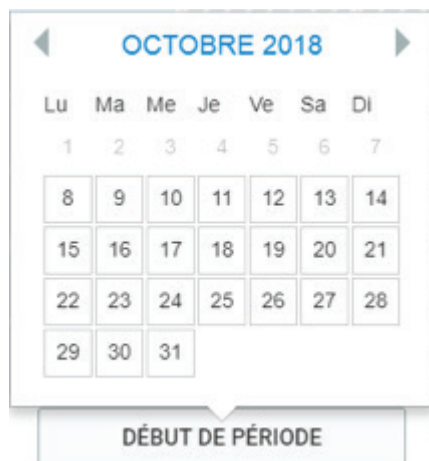 OCTOBRE 2018
Lu Ma Me Je Ve Sa Di
1 2 3 4 5 6 7
8 9 10 11 12 13 14
15 16 17 18 19 20 21
22 23 24 25 26 27 28
29 30 31
DÉBUT DE PÉRIODE